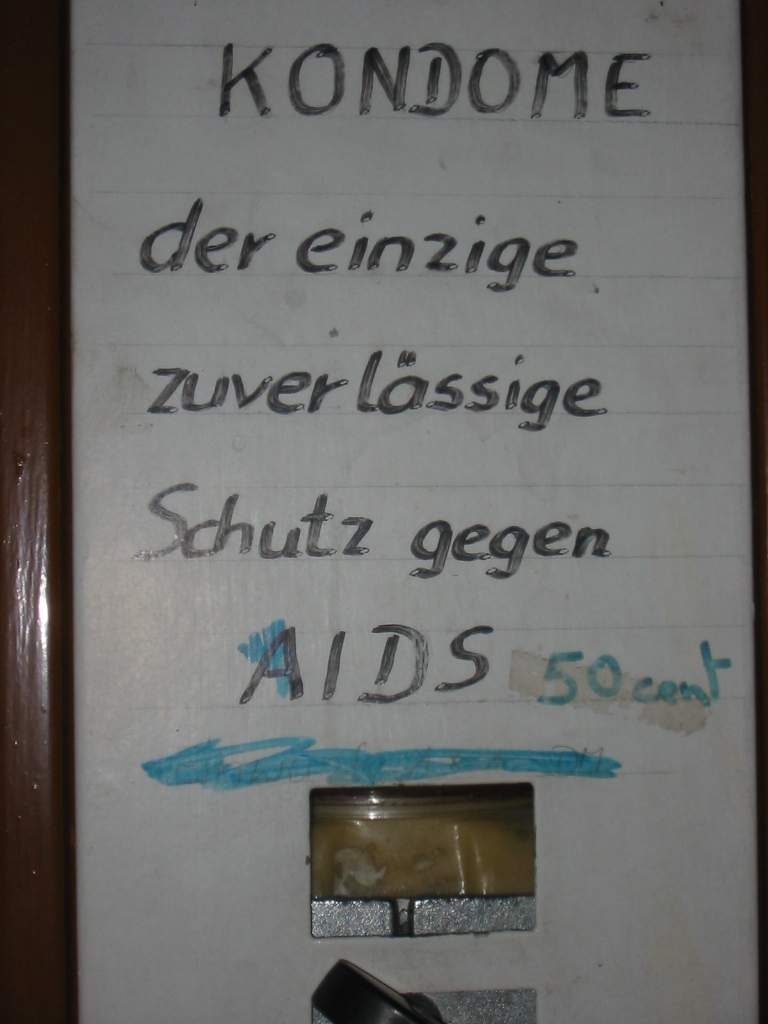 KONDOME
der einzige
zuverlässige
Schutz gegen
AIDS 50 cent